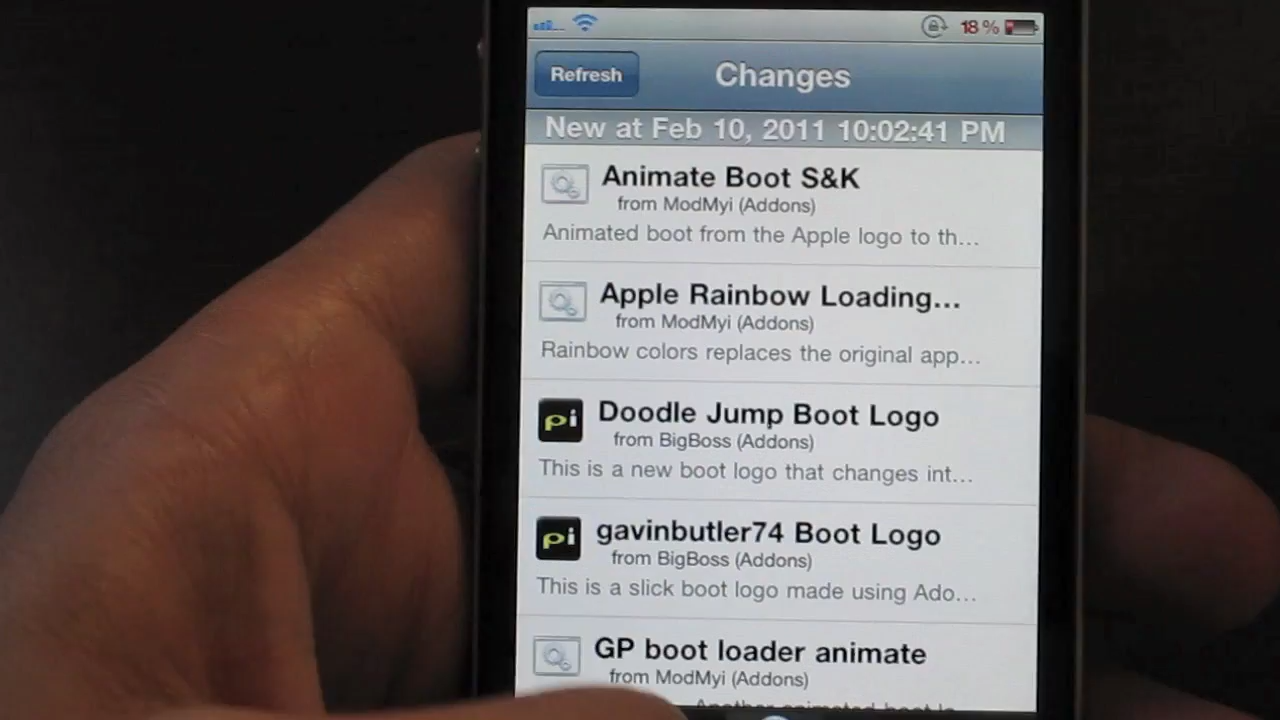 18%
Refresh
Changes
New at Feb 10, 2011 10:02:41 PM
Animate Boot S&K
from ModMyi (Addons)
Animated boot from the Apple logo to th...
Apple Rainbow Loading...
from ModMyi (Addons)
Rainbow colors replaces the original app...
pi
Doodle Jump Boot Logo
from BigBoss (Addons)
This is a new boot logo that changes int...
pi
gavinbutler74 Boot Logo
from BigBoss (Addons)
This is a slick boot logo made using Ado...
GP boot loader animate
from ModMyi (Addons)
Another animated boot